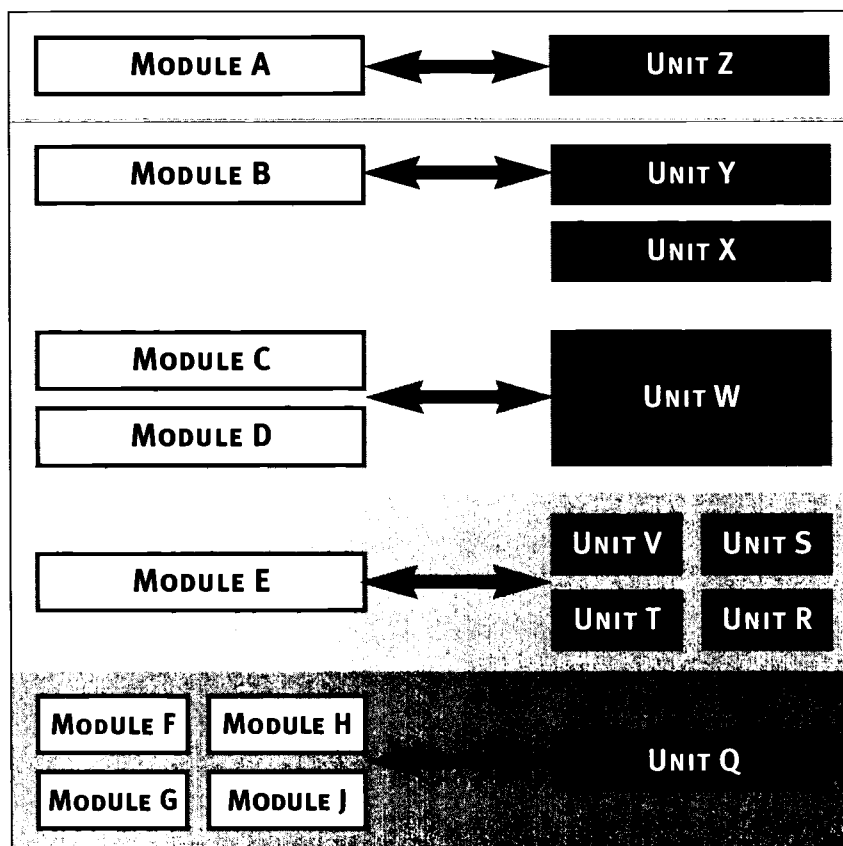 MODULE A
UNIT Z
MODULE B
UNIT Y
UNIT X
MODULE C
MODULE D
UNIT W
MODULE E
UNIT V
UNIT S
UNIT T
UNIT R
MODULE F
MODULE H
MODULE G
MODULE J
UNIT Q